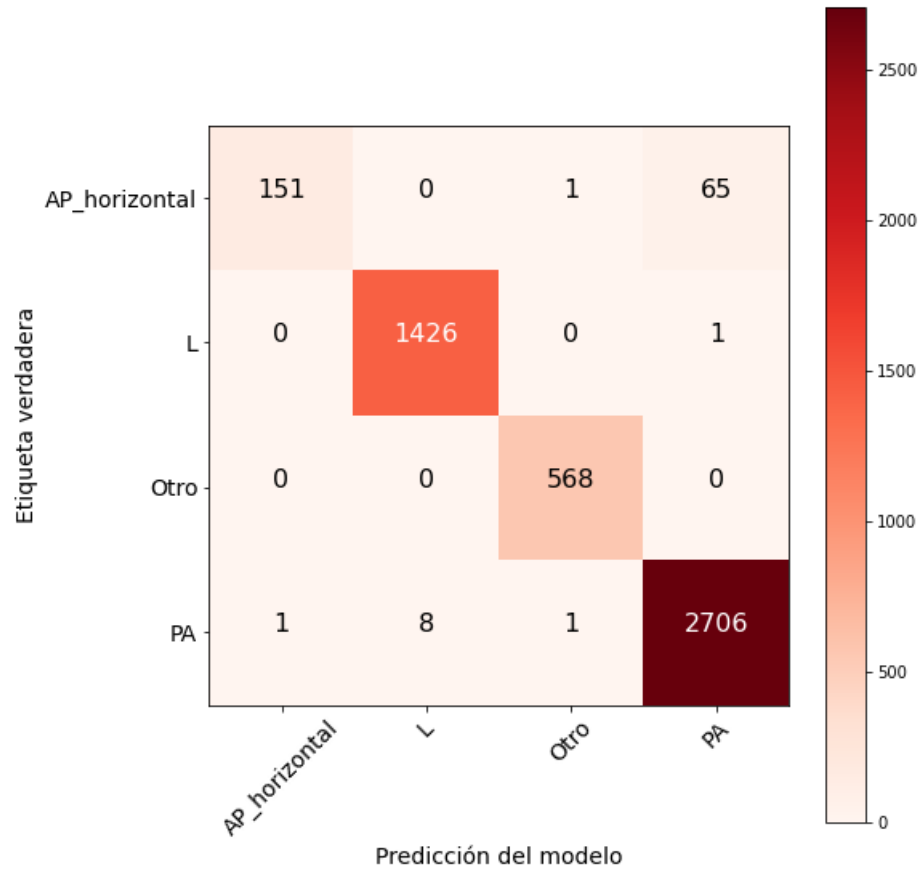 AP_horizontal 151 0 1 65
L 0 1426 0 1
Otro 0 0 568 0
PA 1 8 1 2706
AP_horizontal L Otro PA
Etiqueta verdadera
Predicción del modelo
2500
2000
1500
1000
500
0